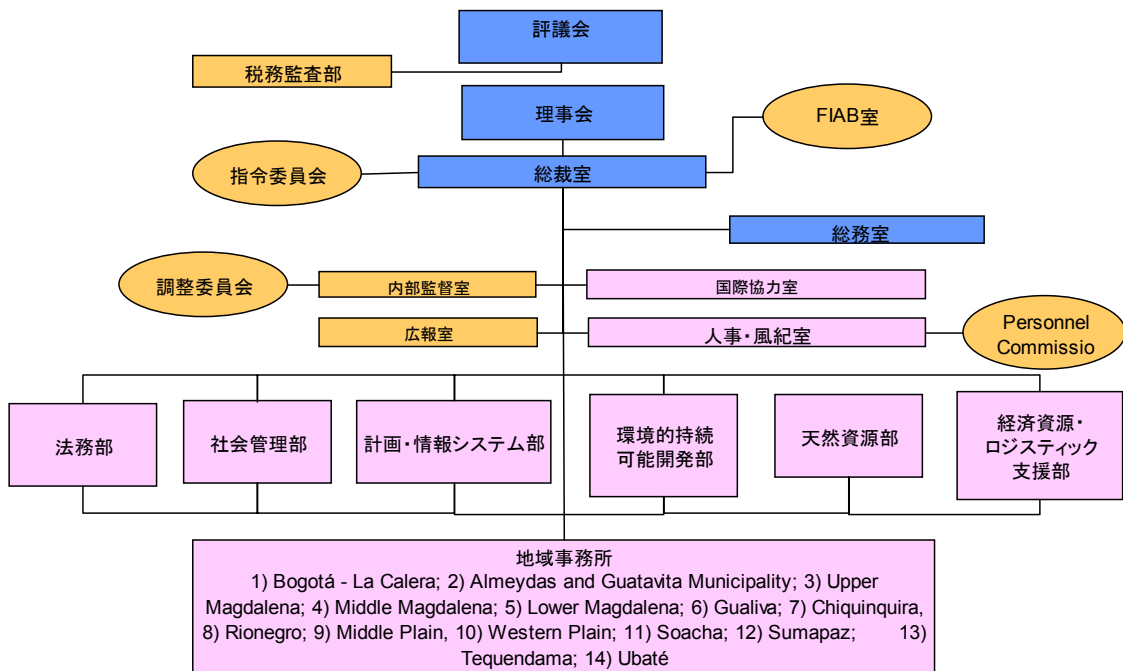 評議会
税務監査部
理事会
FIAB室
指令委員会
総裁室
総務室
調整委員会
内部監督室
国際協力室
広報室
人事・風紀室
Personnel
Commissio
法務部
社会管理部
計画・情報システム部
環境的持続
可能開発部
天然資源部
経済資源・
ロジスティック
支援部
地域事務所
1) Bogotá - La Calera; 2) Almeydas and Guatavita Municipality; 3) Upper
Magdalena; 4) Middle Magdalena; 5) Lower Magdalena; 6) Gualiva; 7) Chiquinquira,
8) Rionegro; 9) Middle Plain, 10) Western Plain; 11) Soacha; 12) Sumapaz; 13)
Tequendama; 14) Ubaté